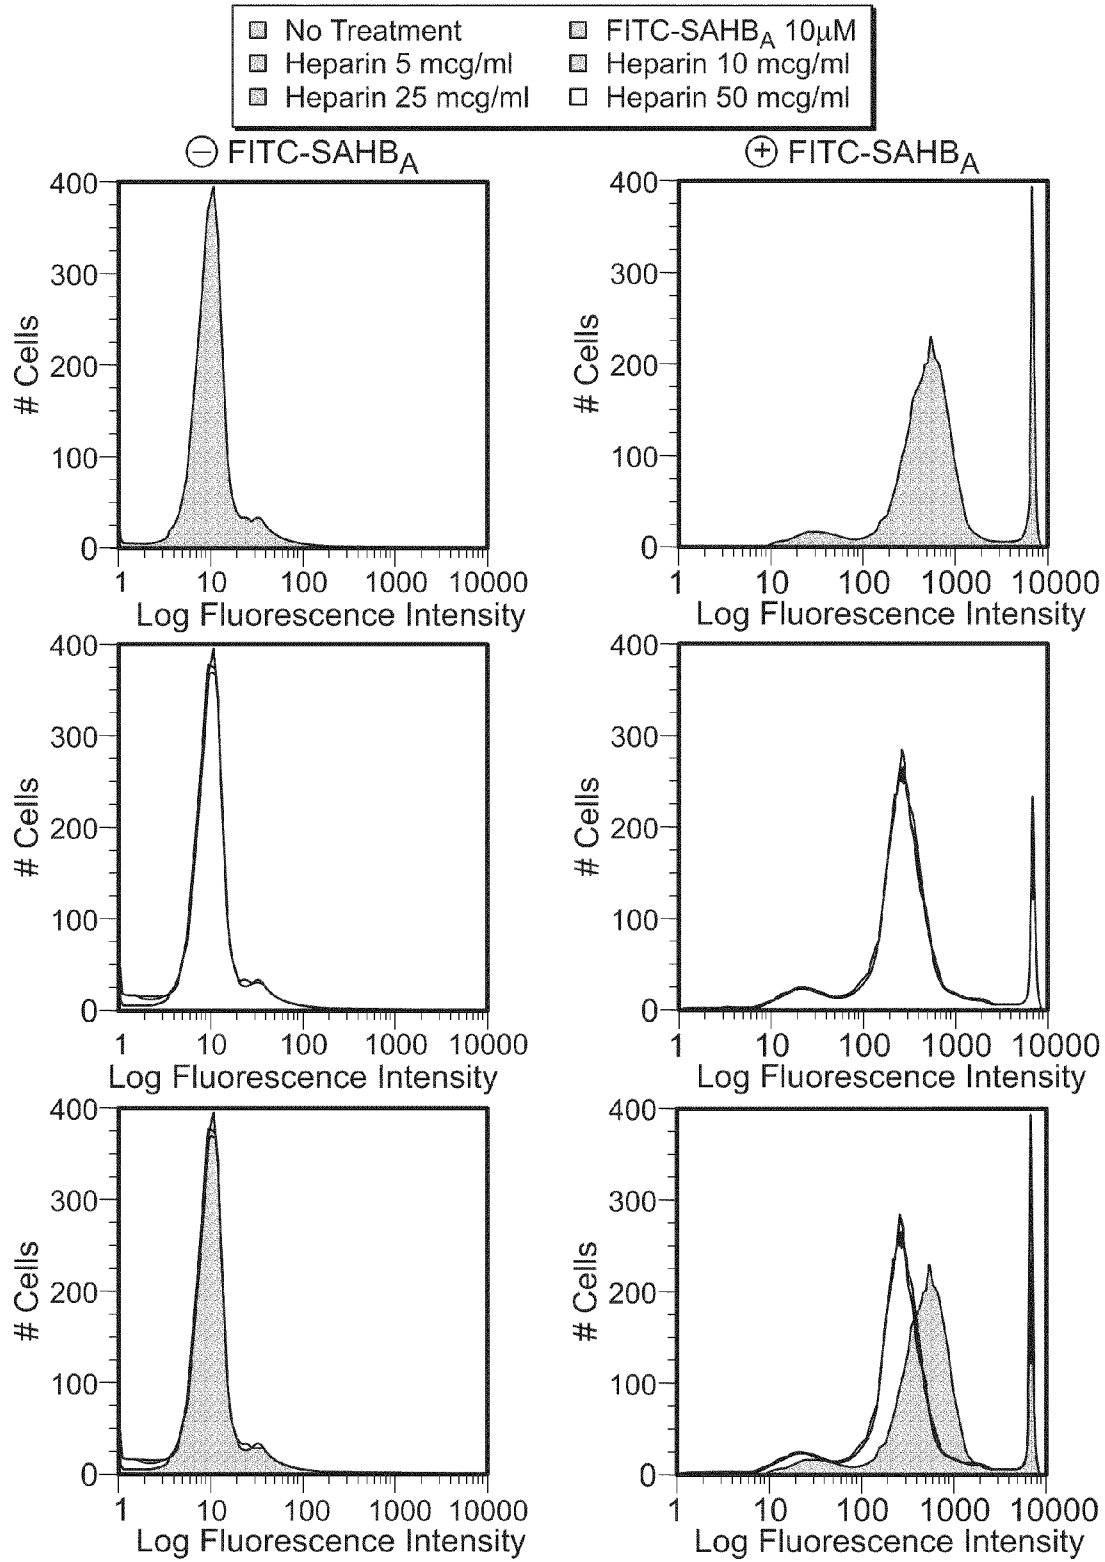 No Treatment FITC-SAHBA 10µM
Heparin 5 mcg/ml Heparin 10 mcg/ml
Heparin 25 mcg/ml Heparin 50 mcg/ml
⊖ FITC-SAHBA ⊕ FITC-SAHBA
400
300
200
100
0
# Cells
1 10 100 1000 10000
Log Fluorescence Intensity
400
300
200
100
0
# Cells
1 10 100 1000 10000
Log Fluorescence Intensity
400
300
200
100
0
# Cells
1 10 100 1000 10000
Log Fluorescence Intensity
400
300
200
100
0
# Cells
1 10 100 1000 10000
Log Fluorescence Intensity
400
300
200
100
0
# Cells
1 10 100 1000 10000
Log Fluorescence Intensity
400
300
200
100
0
# Cells
1 10 100 1000 10000
Log Fluorescence Intensity